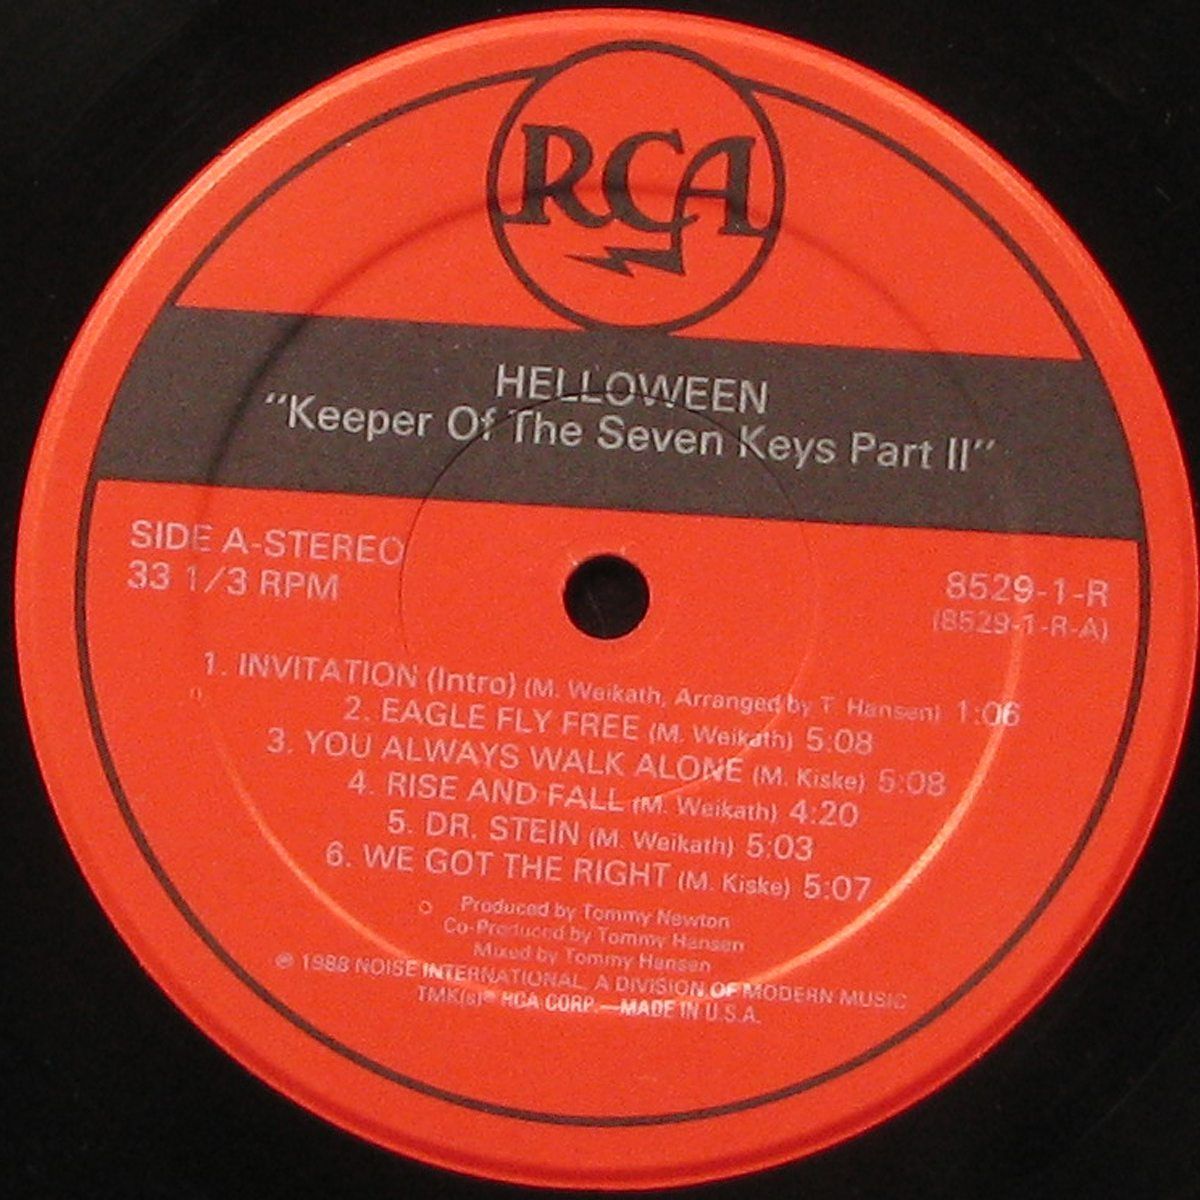 RCA
HELLOWEEN
"Keeper Of The Seven Keys Part II"
SIDE A-STEREO
33 1/3 RPM
8529-1-R
(8529-1-R-A)
1. INVITATION (Intro) (M. Weikath, Arranged by T. Hansen) 1:06
2. EAGLE FLY FREE (M. Weikath) 5:08
3. YOU ALWAYS WALK ALONE (M. Kiske) 5:08
4. RISE AND FALL (M. Weikath) 4:20
5. DR. STEIN (M. Weikath) 5:03
6. WE GOT THE RIGHT (M. Kiske) 5:07
Produced by Tommy Newton
Co-Produced by Tommy Hansen
Mixed by Tommy Hansen
℗ 1988 NOISE INTERNATIONAL, A DIVISION OF MODERN MUSIC
TMK(s)® RCA CORP.—MADE IN U.S.A.